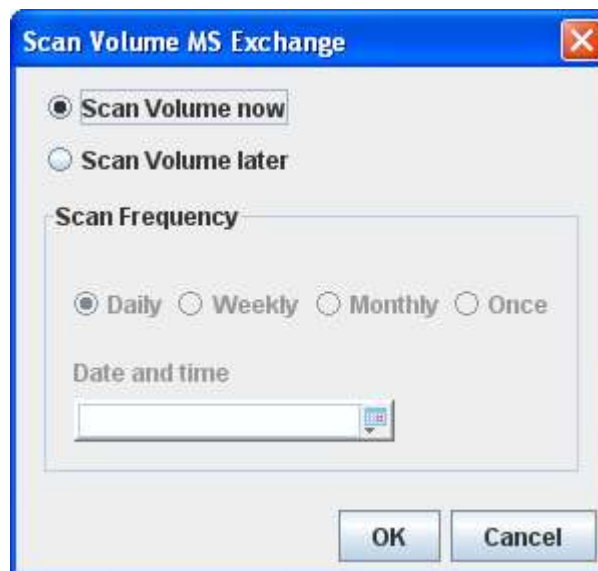 Scan Volume MS Exchange
Scan Volume now
Scan Volume later
Scan Frequency
Daily Weekly Monthly Once
Date and time
OK Cancel